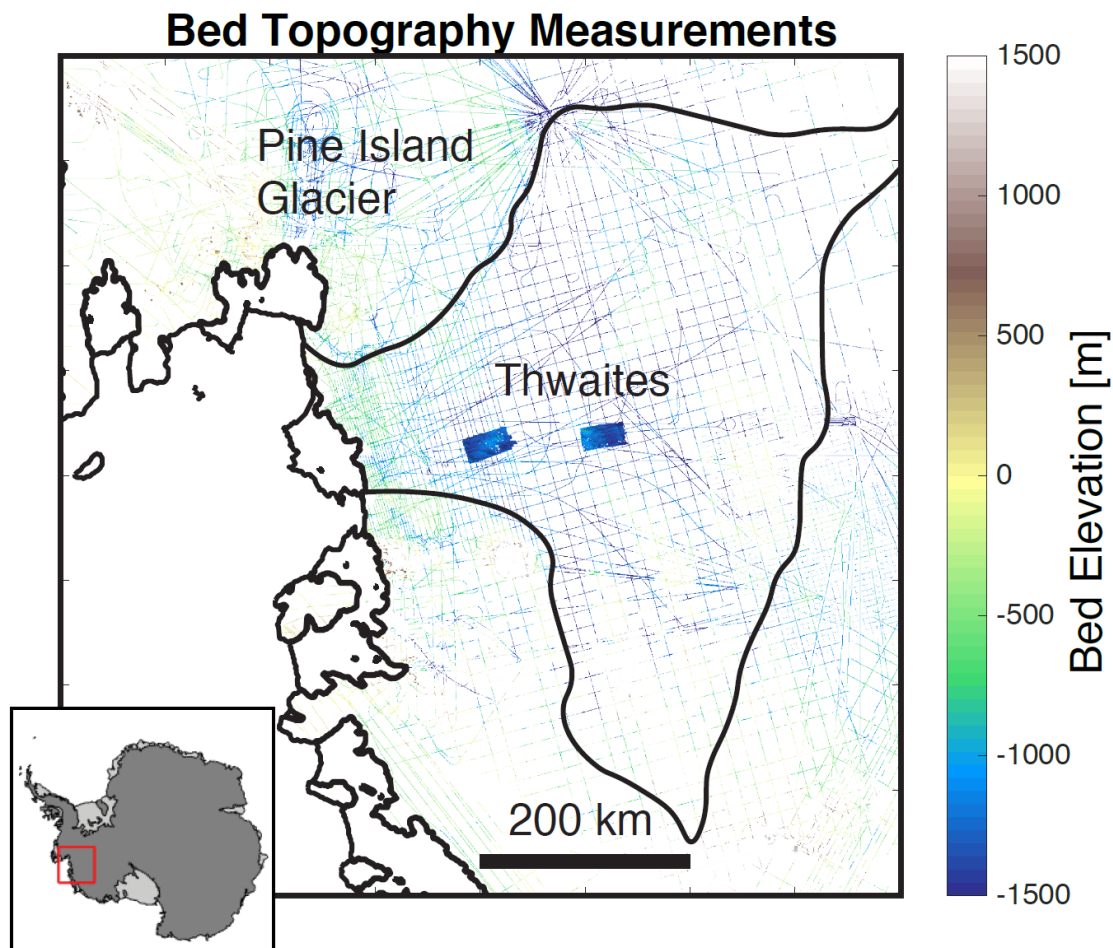 Bed Topography Measurements
Pine Island
Glacier
Thwaites
200 km
1500
1000
500
0
-500
-1000
-1500
Bed Elevation [m]